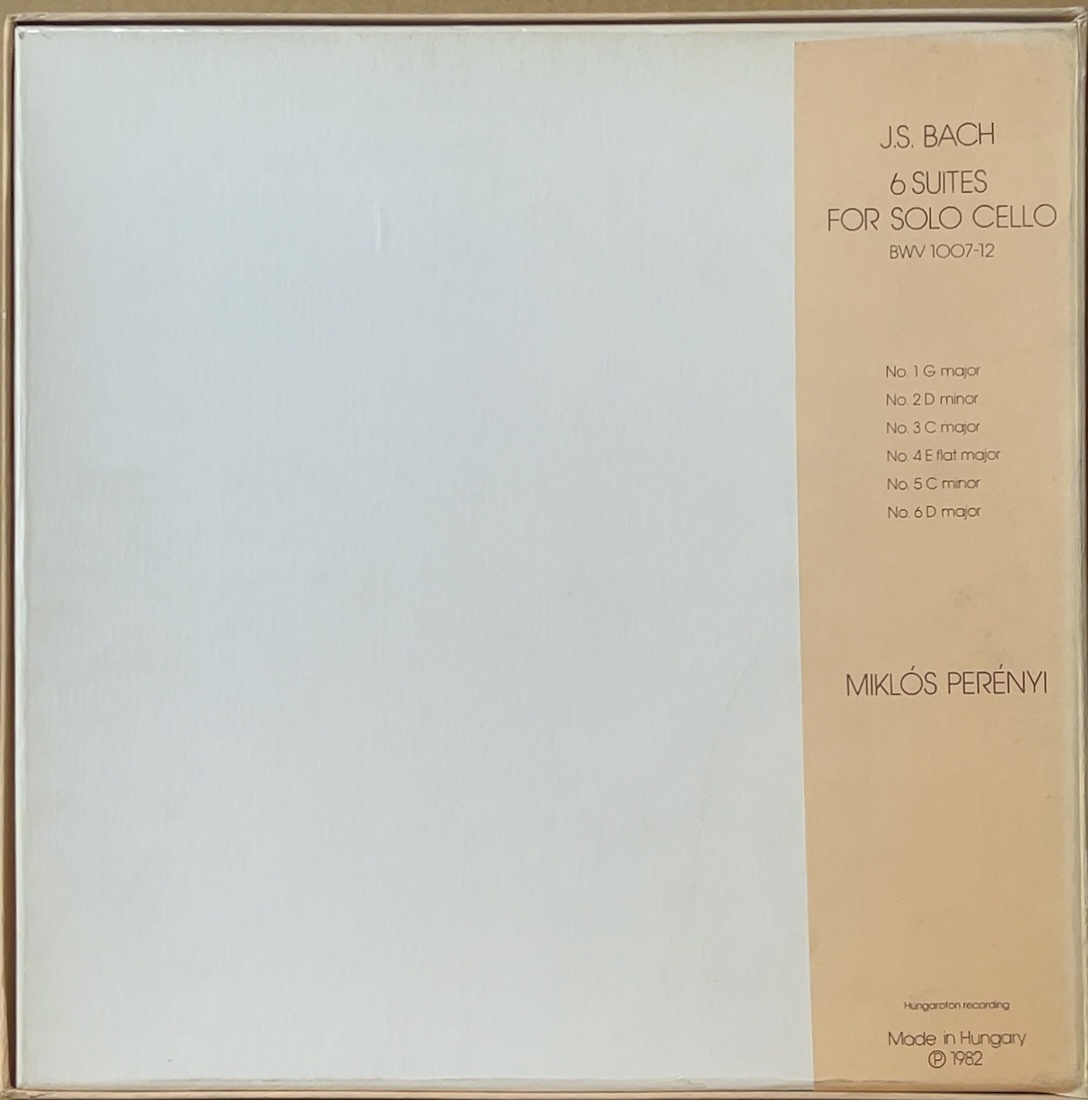 J.S. BACH
6 SUITES
FOR SOLO CELLO
BWV 1007-12
No. 1 G major
No. 2 D minor
No. 3 C major
No. 4 E flat major
No. 5 C minor
No. 6 D major
MIKLÓS PERÉNYI
Hungaroton recording
Made in Hungary
℗ 1982